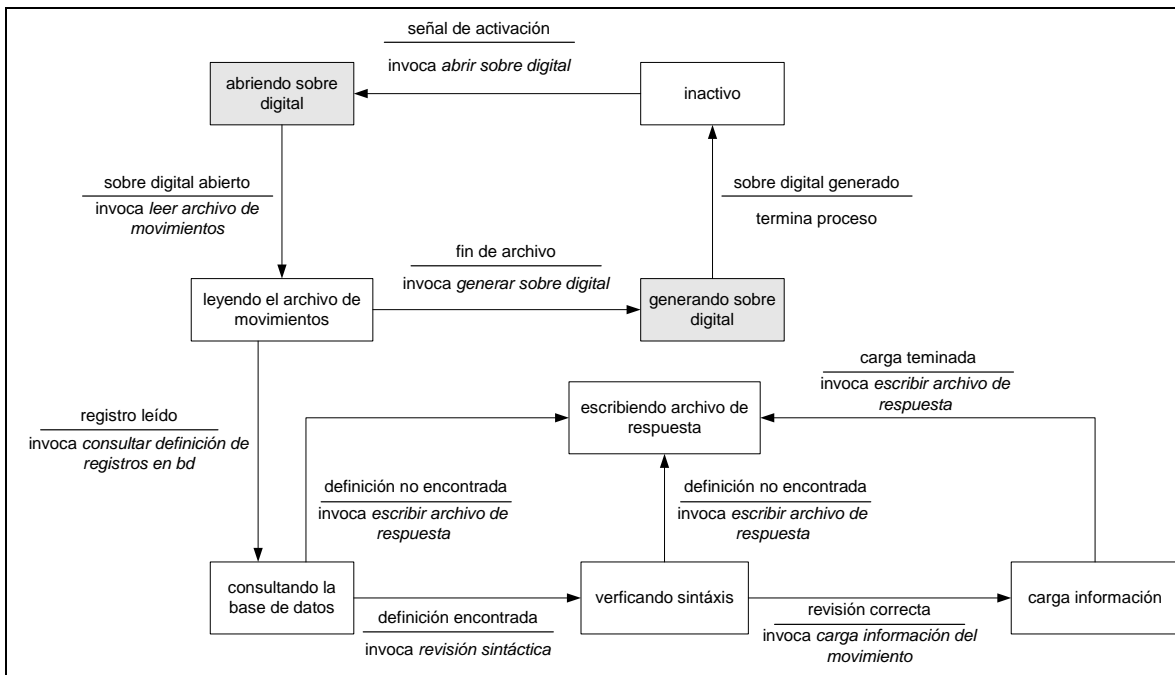 señal de activación
invoca abrir sobre digital
abriendo sobre
digital
inactivo
sobre digital abierto
invoca leer archivo de
movimientos
sobre digital generado
termina proceso
fin de archivo
invoca generar sobre digital
leyendo el archivo de
movimientos
generando sobre
digital
carga teminada
invoca escribir archivo de
respuesta
escribiendo archivo de
respuesta
registro leído
invoca consultar definición de
registros en bd
definición no encontrada
invoca escribir archivo de
respuesta
definición no encontrada
invoca escribir archivo de
respuesta
consultando la
base de datos
definición encontrada
invoca revisión sintáctica
verficando sintáxis
revisión correcta
invoca carga información del
movimiento
carga información